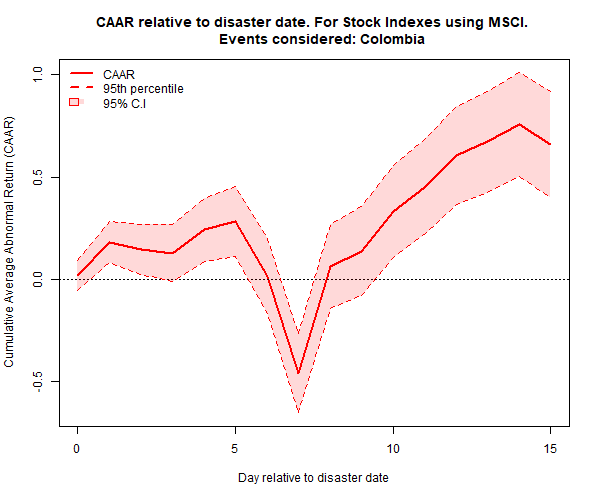 CAAR relative to disaster date. For Stock Indexes using MSCI.
Events considered: Colombia
CAAR
95th percentile
95% C.I
Cumulative Average Abnormal Return (CAAR)
1.0
0.5
0.0
-0.5
0 5 10 15
Day relative to disaster date